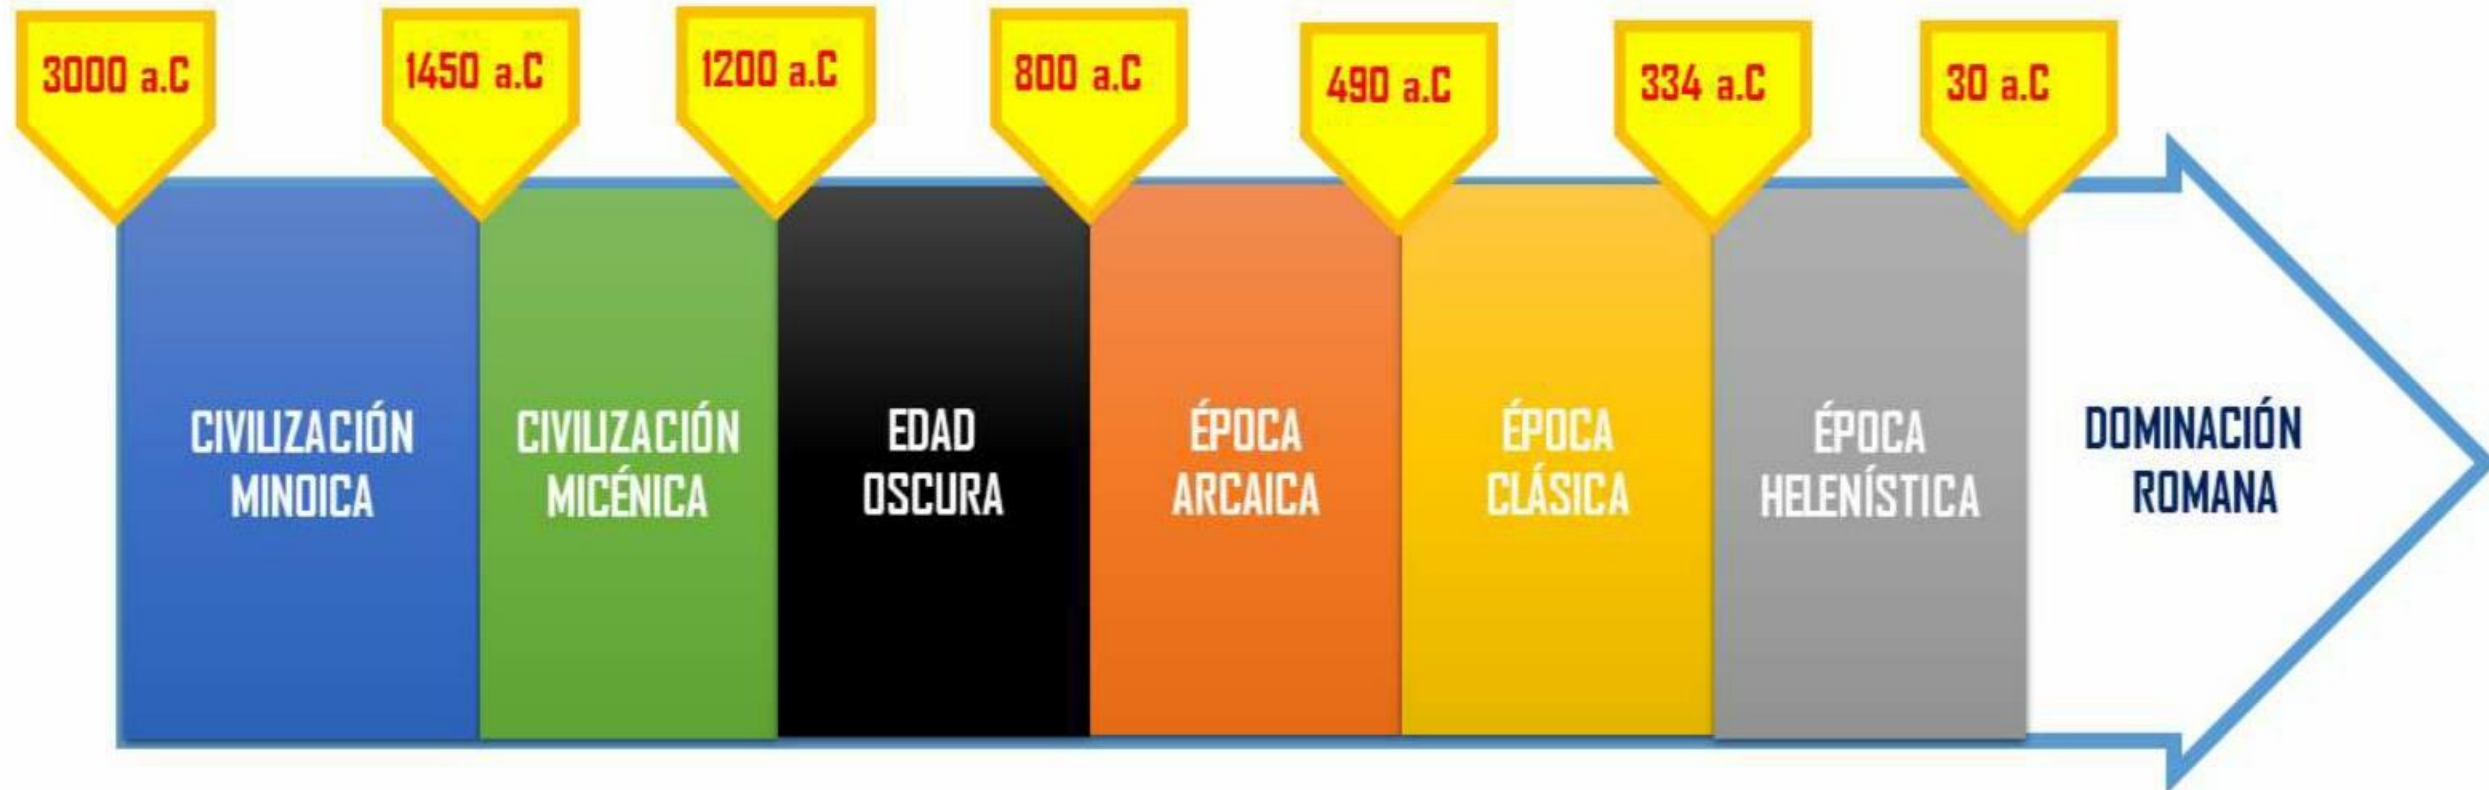 3000 a.C
1450 a.C
1200 a.C
800 a.C
490 a.C
334 a.C
30 a.C
CIVILIZACIÓN
MINOICA
CIVILIZACIÓN
MICÉNICA
EDAD
OSCURA
ÉPOCA
ARCAICA
ÉPOCA
CLÁSICA
ÉPOCA
HELENÍSTICA
DOMINACIÓN
ROMANA